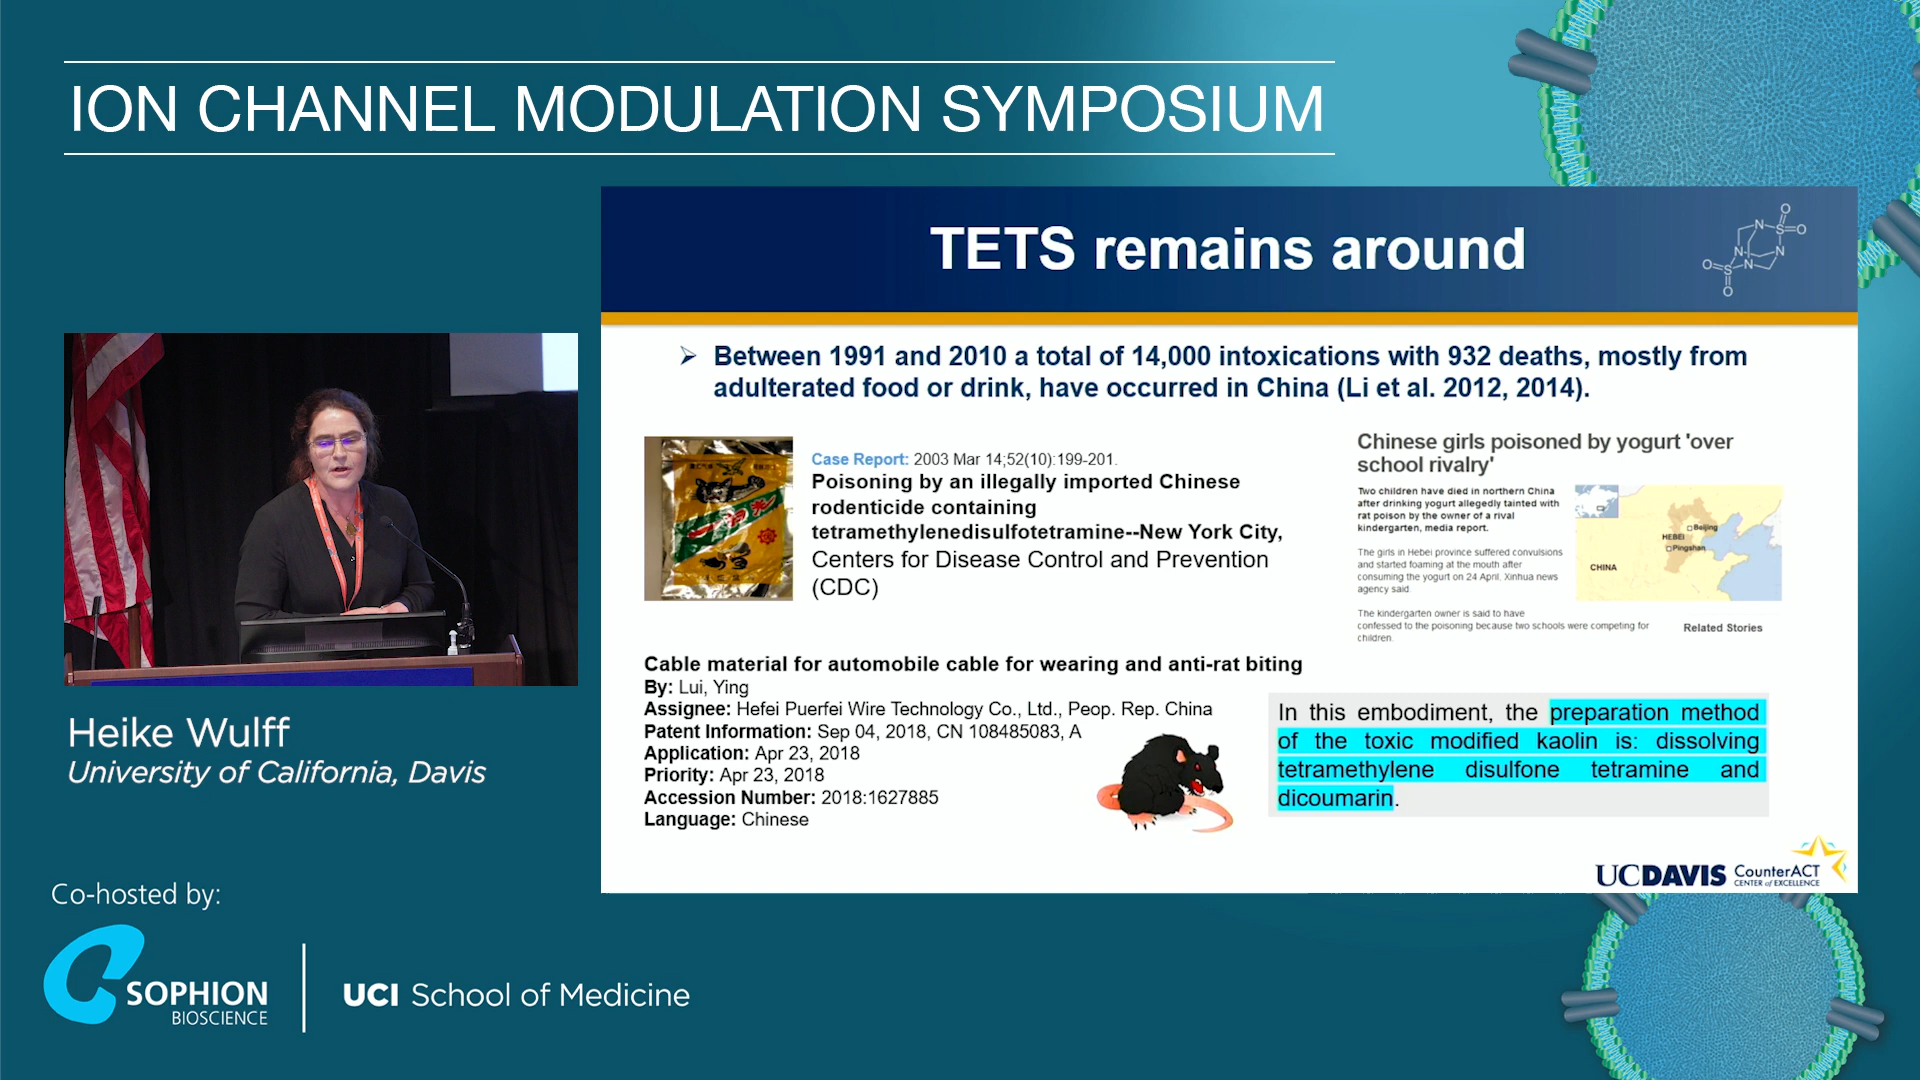 ION CHANNEL MODULATION SYMPOSIUM
TETS remains around
O
N S=O
N N
O=S N
O
Between 1991 and 2010 a total of 14,000 intoxications with 932 deaths, mostly from
adulterated food or drink, have occurred in China (Li et al. 2012, 2014).
Case Report: 2003 Mar 14;52(10):199-201.
Poisoning by an illegally imported Chinese
rodenticide containing
tetramethylenedisulfotetramine--New York City,
Centers for Disease Control and Prevention
(CDC)
Chinese girls poisoned by yogurt 'over
school rivalry'
Two children have died in northern China
after drinking yogurt allegedly tainted with
rat poison by the owner of a rival
kindergarten, media report.
The girls in Hebei province suffered convulsions
and started foaming at the mouth after
consuming the yogurt on 24 April, Xinhua news
agency said.
The kindergarten owner is said to have
confessed to the poisoning because two schools were competing for
children.
Beijing
HEBEI
Pingshan
CHINA
Related Stories
Cable material for automobile cable for wearing and anti-rat biting
By: Lui, Ying
Assignee: Hefei Puerfei Wire Technology Co., Ltd., Peop. Rep. China
Patent Information: Sep 04, 2018, CN 108485083, A
Application: Apr 23, 2018
Priority: Apr 23, 2018
Accession Number: 2018:1627885
Language: Chinese
In this embodiment, the preparation method
of the toxic modified kaolin is: dissolving
tetramethylene disulfone tetramine and
dicoumarin.
UCDAVIS CounterACT
CENTER of EXCELLENCE
Heike Wulff
University of California, Davis
Co-hosted by:
SOPHION
BIOSCIENCE
UCI School of Medicine